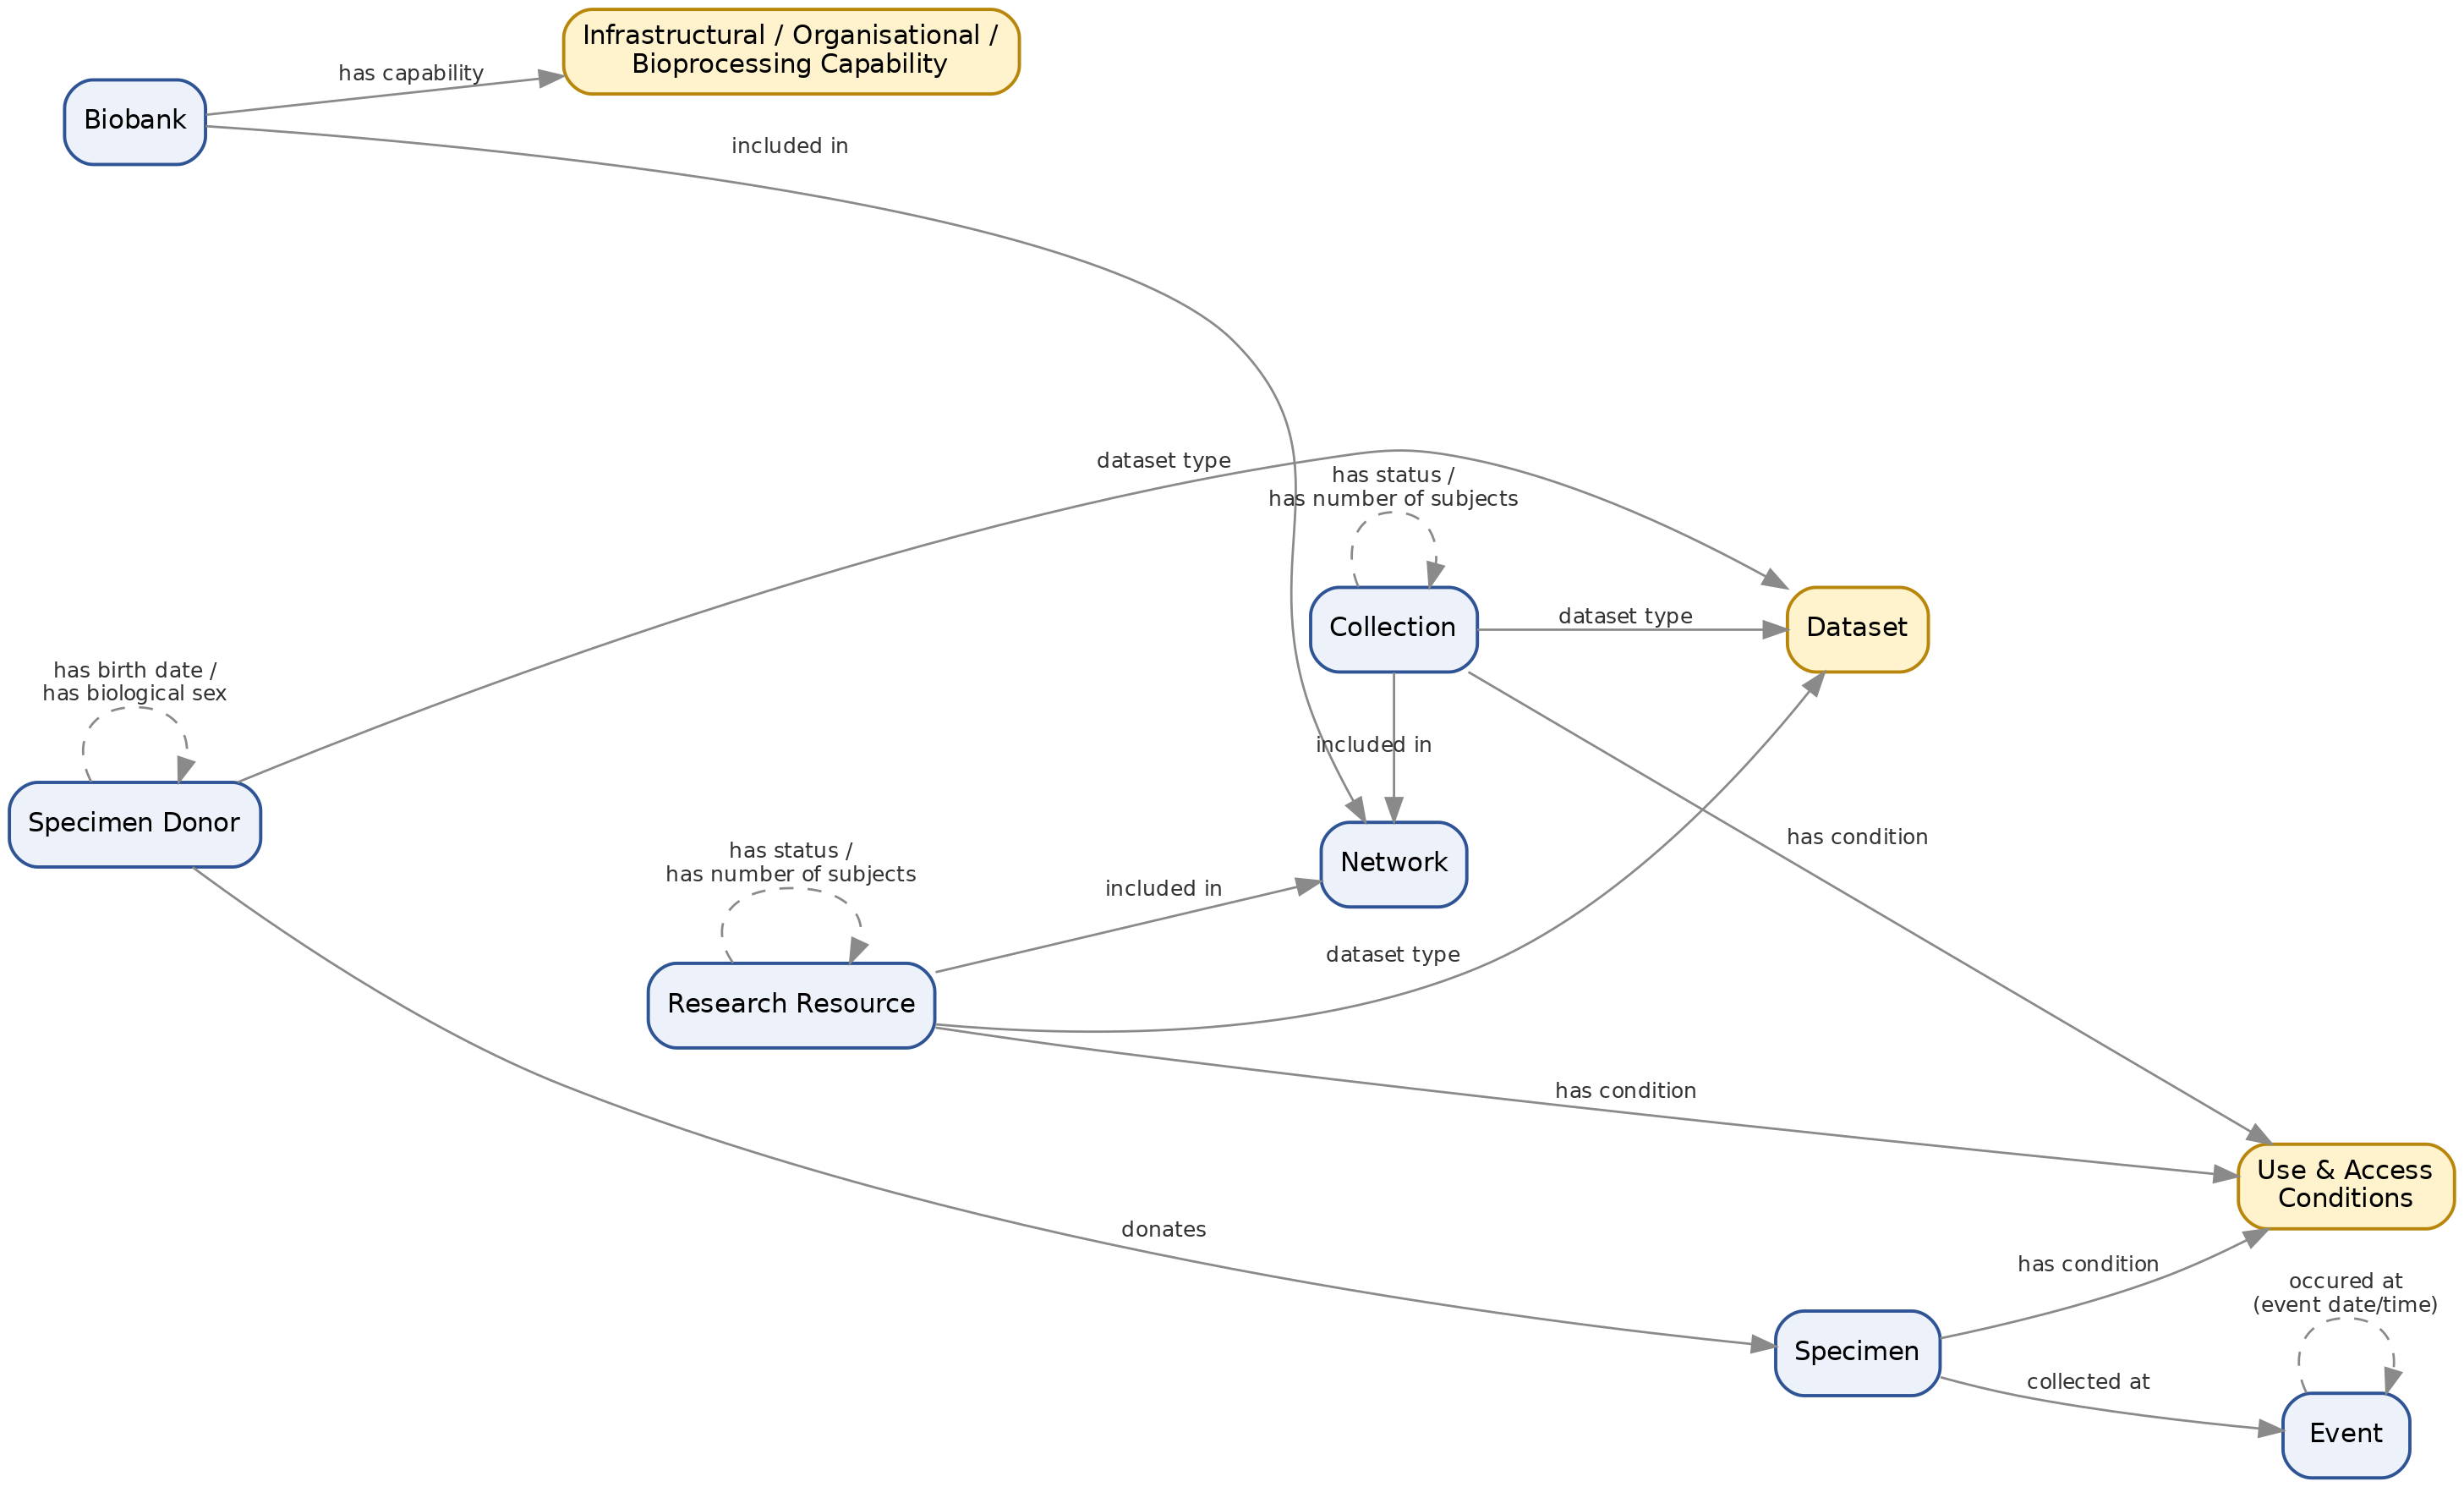 Infrastructural / Organisational /
Bioprocessing Capability
has capability
Biobank
included in
dataset type
has status /
has number of subjects
Collection
dataset type
Dataset
has birth date /
has biological sex
included in
Specimen Donor
has condition
has status /
has number of subjects
Network
included in
dataset type
Research Resource
has condition
Use & Access
Conditions
donates
has condition
occured at
(event date/time)
Specimen
collected at
Event